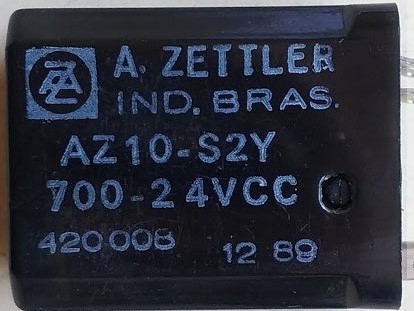 A. ZETTLER
IND. BRAS.
AZ10-S2Y
700-24VCC
420008 12 89